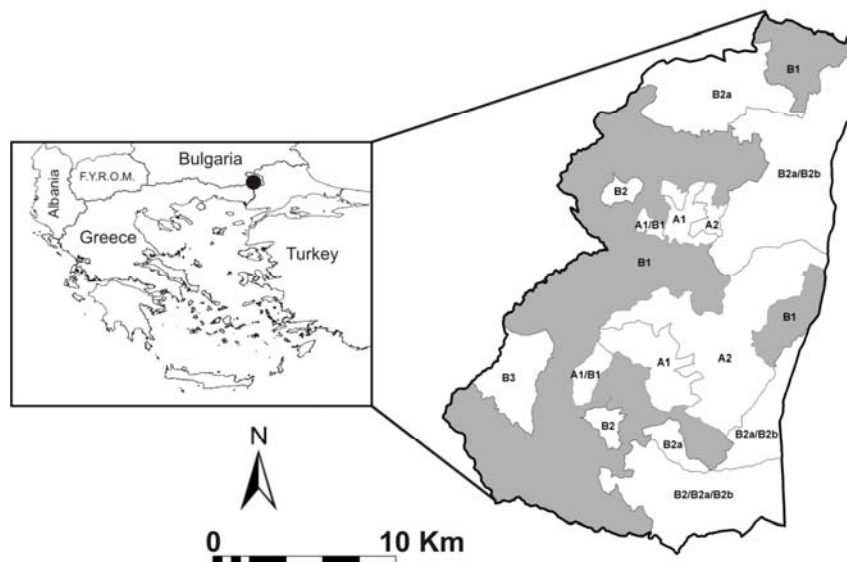 Bulgaria
F.Y.R.O.M.
Albania
Greece
Turkey
N
0 10 Km
B1
B2a
B2a/B2b
B2
A1/B1
A1
A2
B1
B1
A1/B1
A1
A2
B3
B2
B2a
B2a/B2b
B2/B2a/B2b